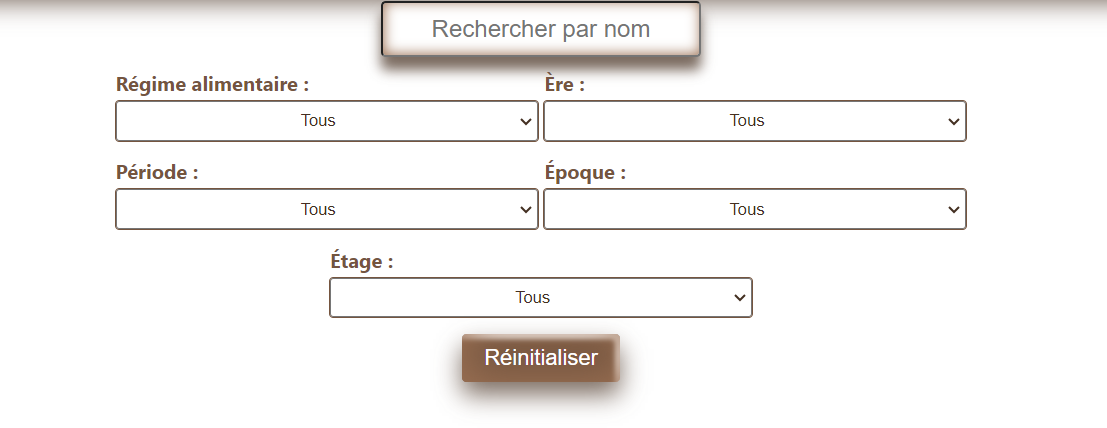 Rechercher par nom
Régime alimentaire : Ère :
Tous Tous
Période : Époque :
Tous Tous
Étage :
Tous
Réinitialiser